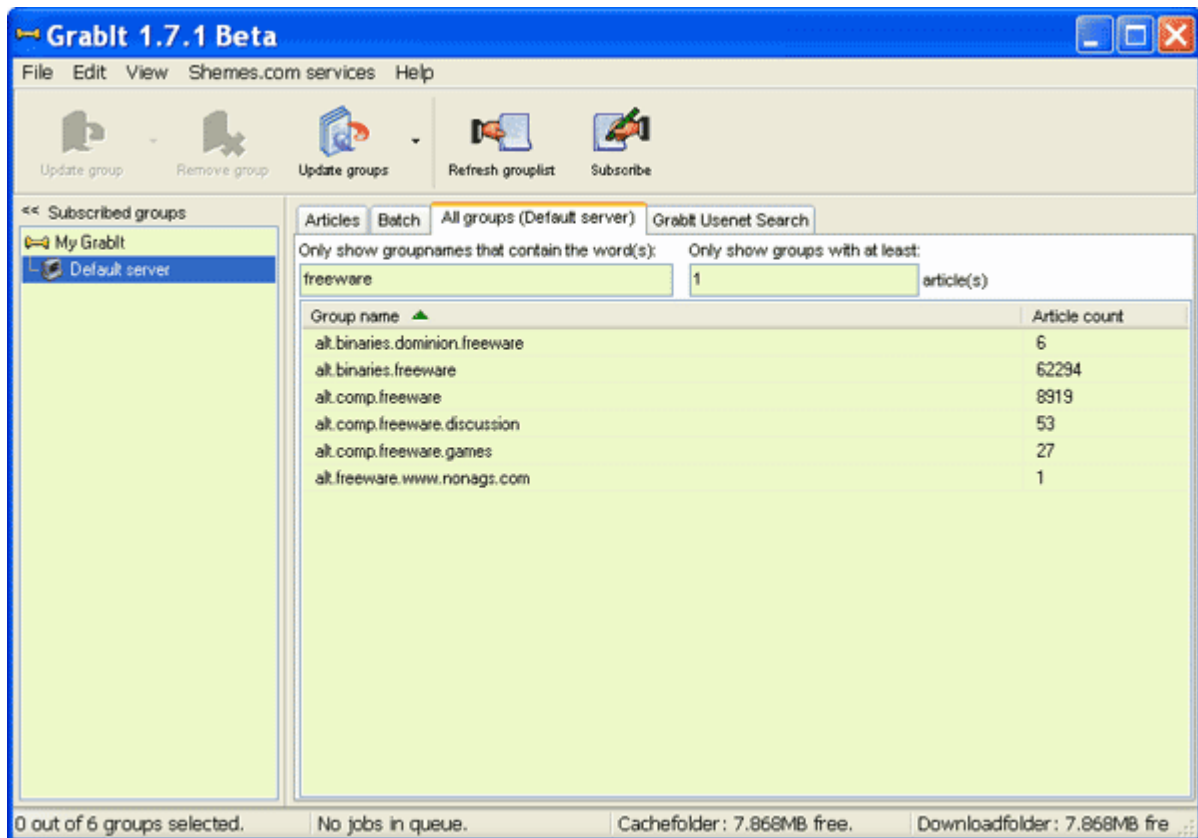 GrabIt 1.7.1 Beta
File Edit View Shemes.com services Help
Update group Remove group Update groups Refresh grouplist Subscribe
<< Subscribed groups
My GrabIt
Default server
Articles Batch All groups (Default server) GrabIt Usenet Search
Only show groupnames that contain the word(s): Only show groups with at least:
freeware 1 article(s)
Group name Article count
alt.binaries.dominion.freeware 6
alt.binaries.freeware 62294
alt.comp.freeware 8919
alt.comp.freeware.discussion 53
alt.comp.freeware.games 27
alt.freeware.www.nonags.com 1
0 out of 6 groups selected. No jobs in queue. Cachefolder: 7.868MB free. Downloadfolder: 7.868MB fre